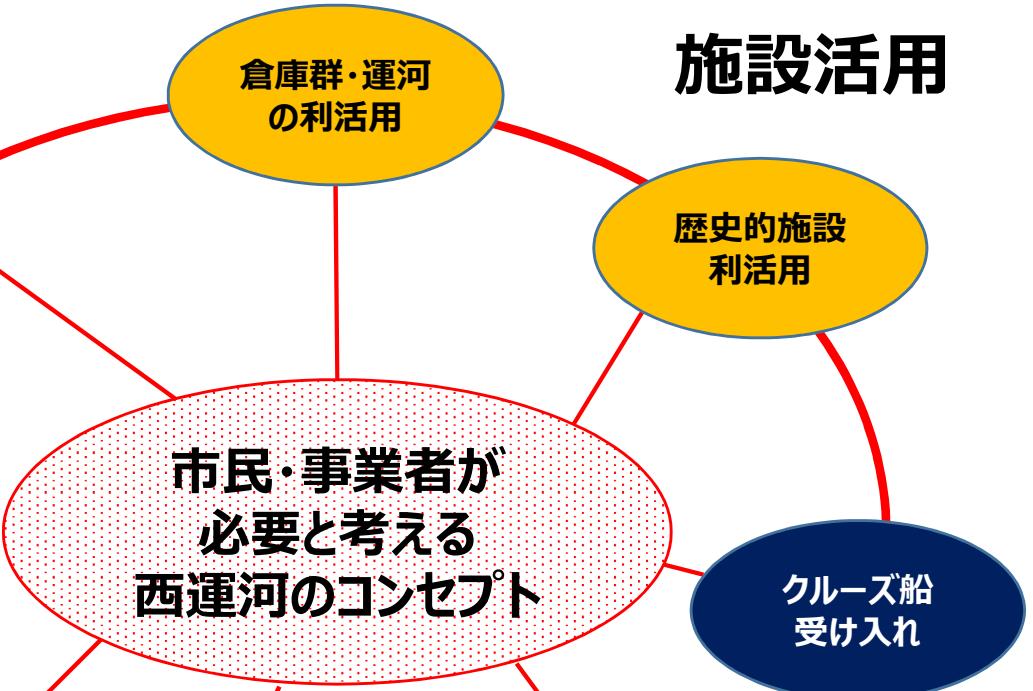 施設活用
倉庫群・運河
の利活用
歴史的施設
利活用
市民・事業者が
必要と考える
西運河のコンセプト
クルーズ船
受け入れ